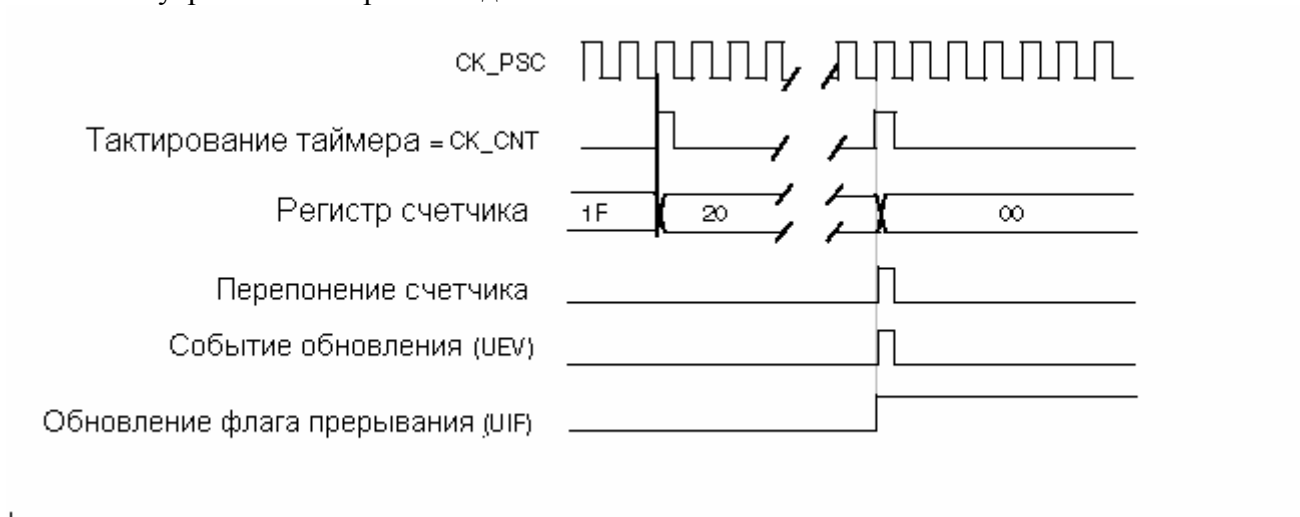 CK_PSC
Тактирование таймера = CK_CNT
Регистр счетчика
1F
20
00
Перепонение счетчика
Событие обновления (UEV)
Обновление флага прерывания (UIF)